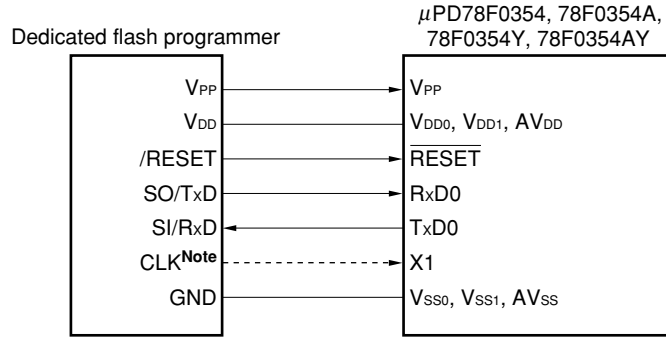 Dedicated flash programmer
μPD78F0354, 78F0354A,
78F0354Y, 78F0354AY
VPP VPP
VDD VDD0, VDD1, AVDD
/RESET RESET
SO/TxD RxD0
SI/RxD TxD0
CLKNote X1
GND VSS0, VSS1, AVSS